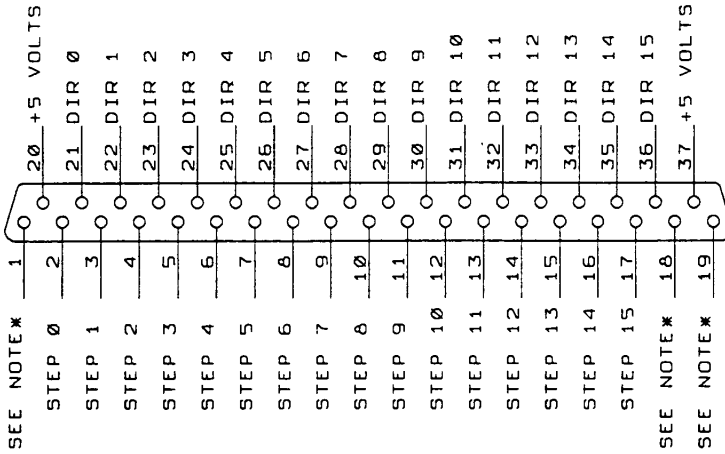 20 +5 VOLTS
21 DIR 0
22 DIR 1
23 DIR 2
24 DIR 3
25 DIR 4
26 DIR 5
27 DIR 6
28 DIR 7
29 DIR 8
30 DIR 9
31 DIR 10
32 DIR 11
33 DIR 12
34 DIR 13
35 DIR 14
36 DIR 15
37 +5 VOLTS
SEE NOTE* 1
STEP 0 2
STEP 1 3
STEP 2 4
STEP 3 5
STEP 4 6
STEP 5 7
STEP 6 8
STEP 7 9
STEP 8 10
STEP 9 11
STEP 10 12
STEP 11 13
STEP 12 14
STEP 13 15
STEP 14 16
STEP 15 17
SEE NOTE* 18
SEE NOTE* 19